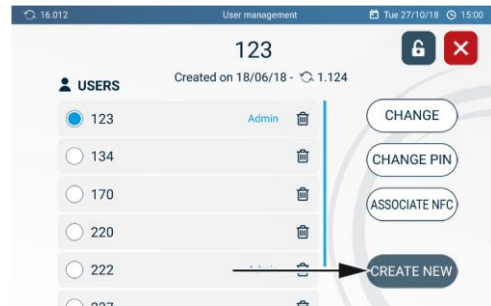 16.012 User management Tue 27/10/18 15:00
123
Created on 18/06/18 - 1.124
USERS
123 Admin
134
170
220
222
CHANGE
CHANGE PIN
ASSOCIATE NFC
CREATE NEW